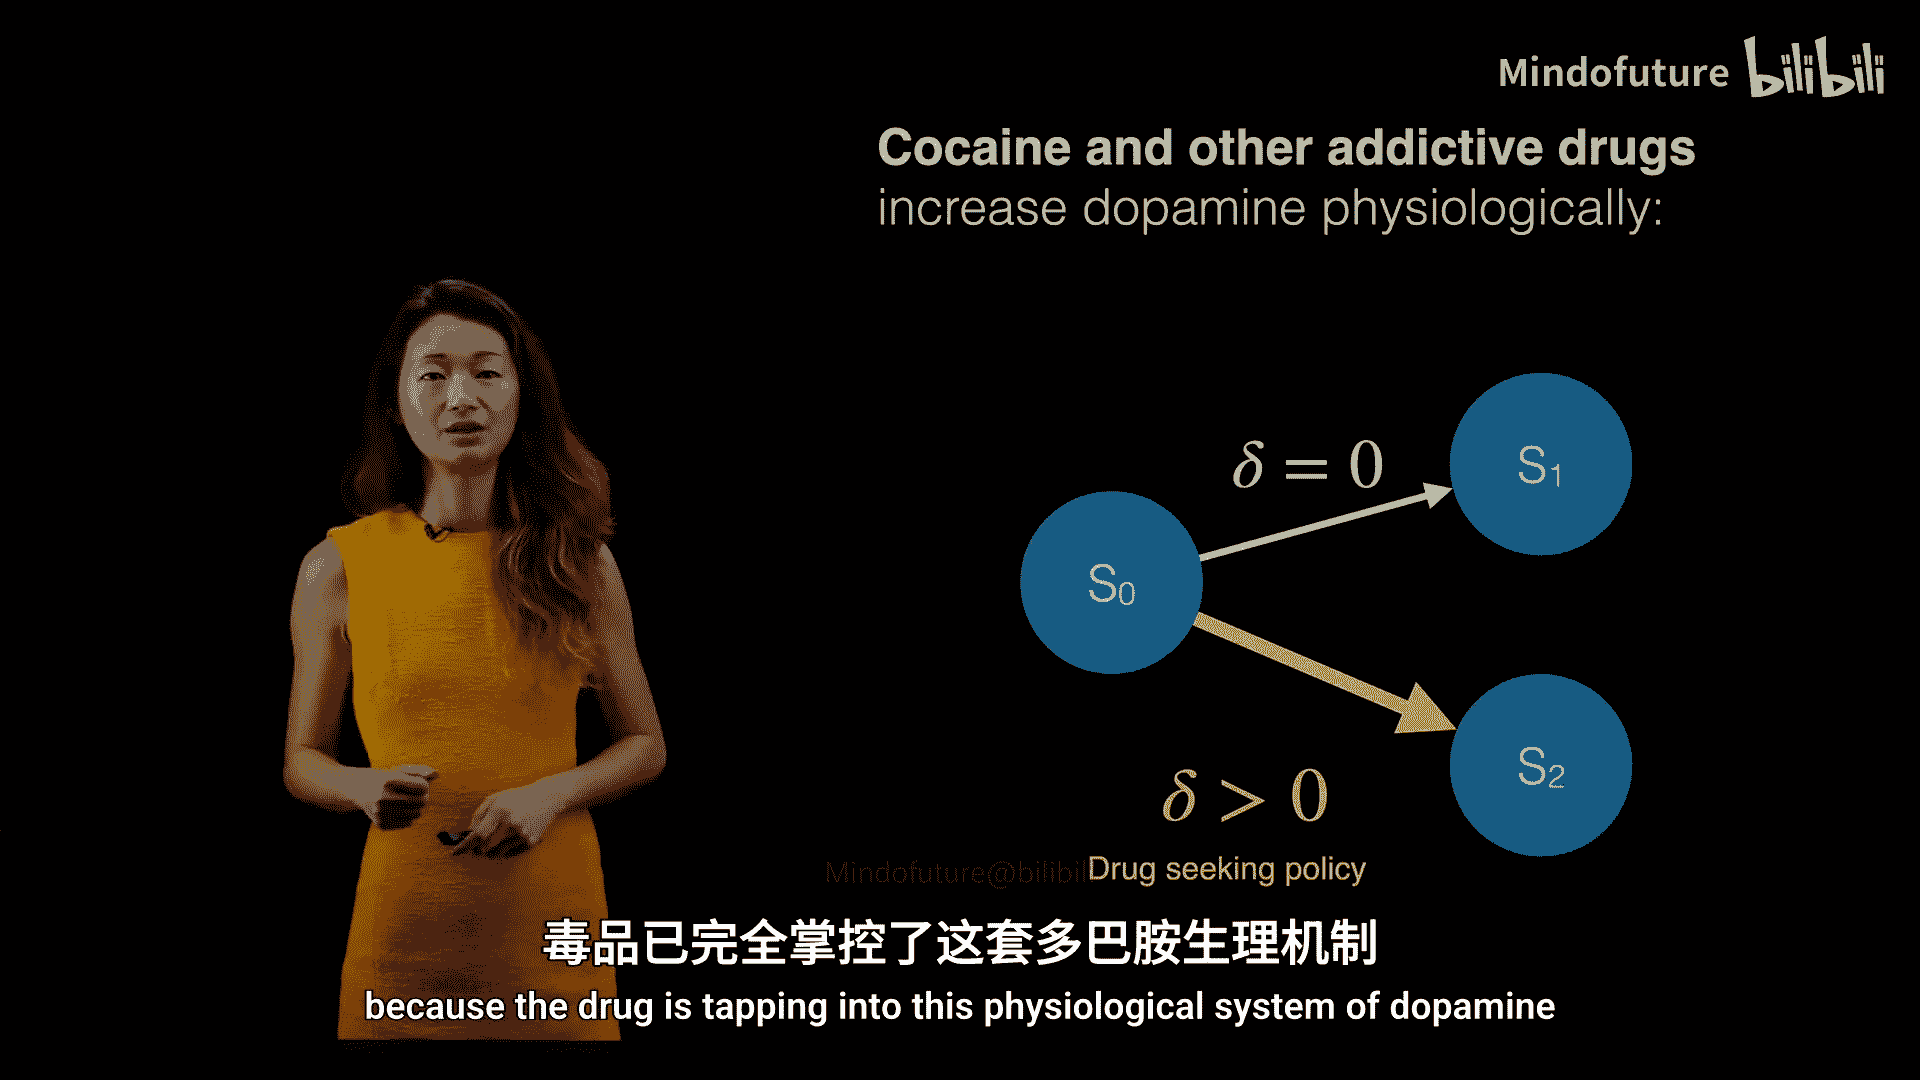 Mindofuture bilibili
Cocaine and other addictive drugs
increase dopamine physiologically:
δ = 0
S₁
S₀
S₂
δ > 0
Mindofuture@bilibili
Drug seeking policy
毒品已完全掌控了这套多巴胺生理机制
because the drug is tapping into this physiological system of dopamine